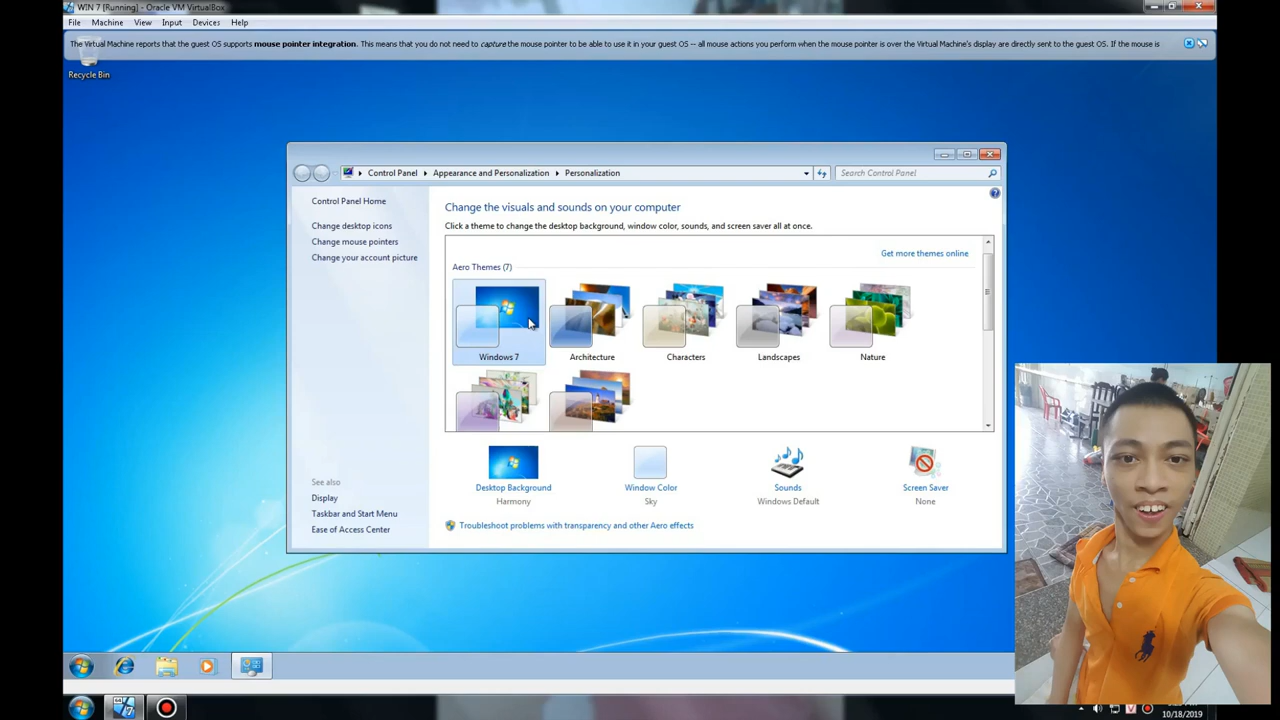 WIN 7 [Running] - Oracle VM VirtualBox
File Machine View Input Devices Help
The Virtual Machine reports that the guest OS supports mouse pointer integration. This means that you do not need to capture the mouse pointer to be able to use it in your guest OS -- all mouse actions you perform when the mouse pointer is over the Virtual Machine's display are directly sent to the guest OS. If the mouse is
Recycle Bin
Control Panel Appearance and Personalization Personalization Search Control Panel
Control Panel Home
Change desktop icons
Change mouse pointers
Change your account picture
Change the visuals and sounds on your computer
Click a theme to change the desktop background, window color, sounds, and screen saver all at once.
Get more themes online
Aero Themes (7)
Windows 7 Architecture Characters Landscapes Nature
Desktop Background Window Color Sounds Screen Saver
Harmony Sky Windows Default None
Troubleshoot problems with transparency and other Aero effects
See also
Display
Taskbar and Start Menu
Ease of Access Center
10/18/2019